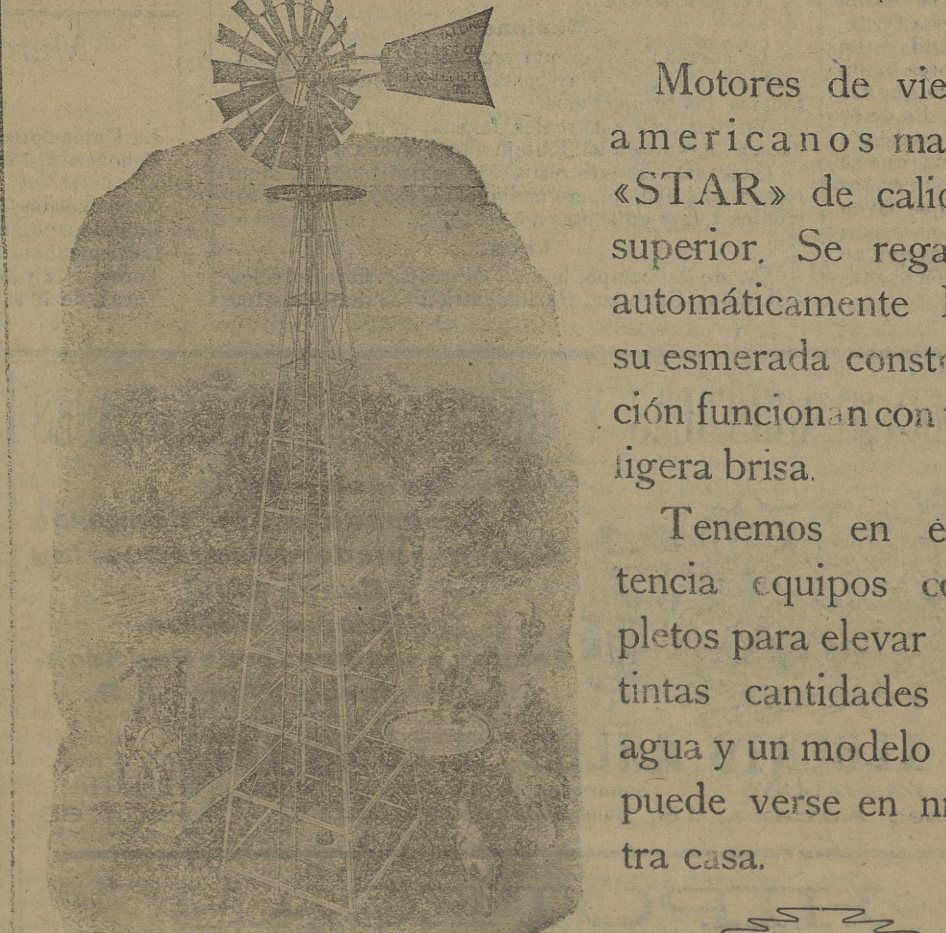 Motores de vie
americanos ma
«STAR» de calid
superior. Se rega
automáticamente
su esmerada const
ción funcionan con
ligera brisa.
Tenemos en e
tencia equipos co
pletos para elevar
tintas cantidades
agua y un modelo
puede verse en n
tra casa.